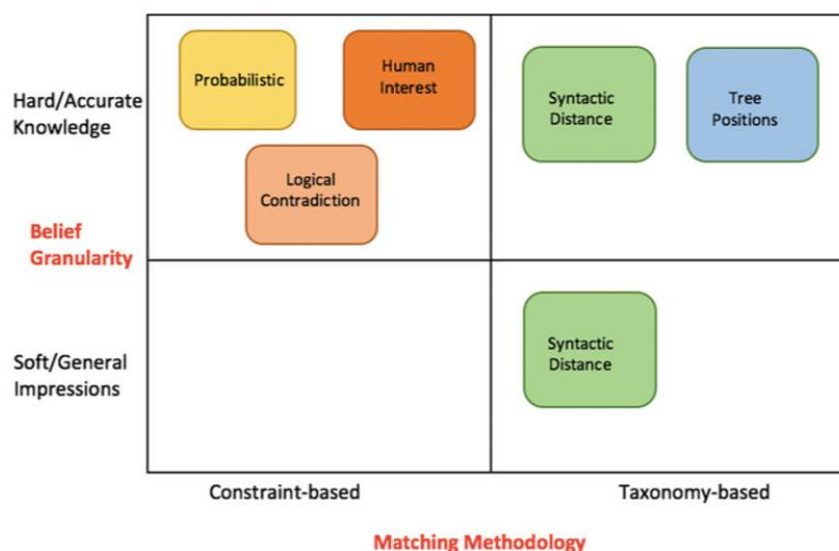 Probabilistic
Human
Interest
Syntactic
Distance
Tree
Positions
Hard/Accurate
Knowledge
Logical
Contradiction
Belief
Granularity
Syntactic
Distance
Soft/General
Impressions
Constraint-based
Taxonomy-based
Matching Methodology